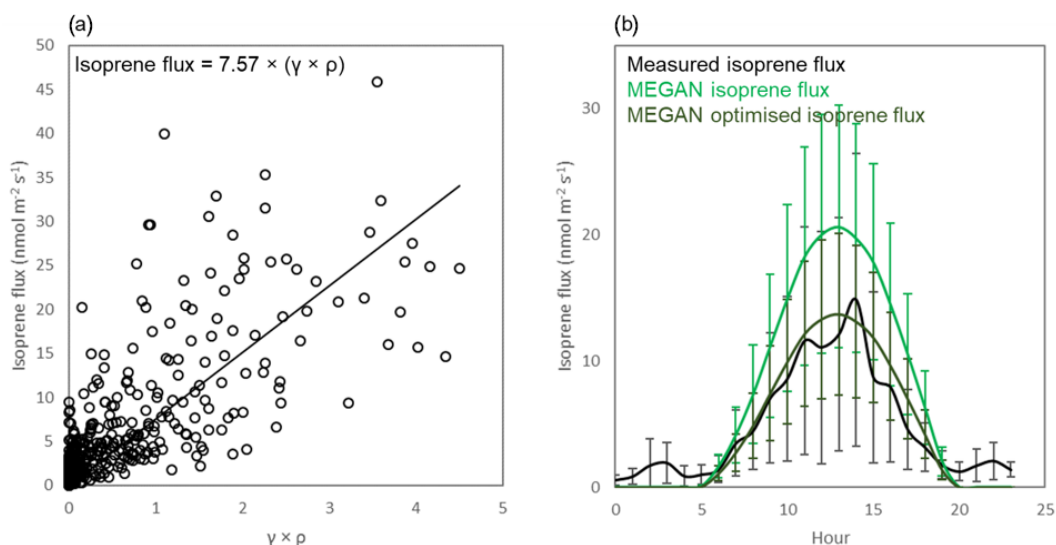 (a)
Isoprene flux = 7.57 × (γ × ρ)
Isoprene flux (nmol m⁻² s⁻¹)
50
45
40
35
30
25
20
15
10
5
0
0 1 2 3 4 5
γ × ρ
(b)
Measured isoprene flux
MEGAN isoprene flux
MEGAN optimised isoprene flux
Isoprene flux (nmol m⁻² s⁻¹)
30
20
10
0
0 5 10 15 20 25
Hour